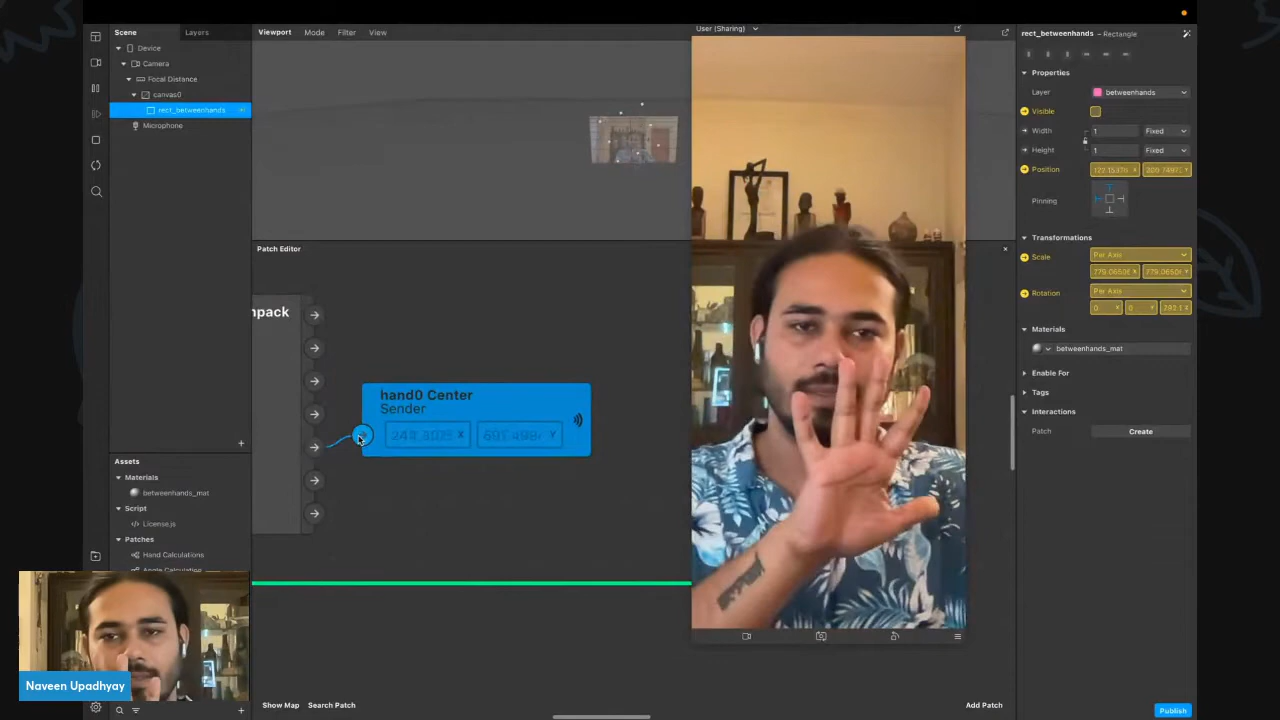 Scene
Layers
Device
Camera
Focal Distance
canvas0
rect_betweenhands
Microphone
Assets
Materials
betweenhands_mat
Script
License.js
Patches
Hand Calculations
Naveen Upadhyay
Viewport Mode Filter View
User (Sharing)
Patch Editor
npack
hand0 Center
Sender
X
Y
Show Map Search Patch
Add Patch
rect_betweenhands – Rectangle
Properties
Layer betweenhands
Visible
Width 1 Fixed
Height 1 Fixed
Position X Y
Pinning
Transformations
Scale Per Axis
X Y
Rotation Per Axis
0 X 0 Y
Materials
betweenhands_mat
Enable For
Tags
Interactions
Patch Create
Publish